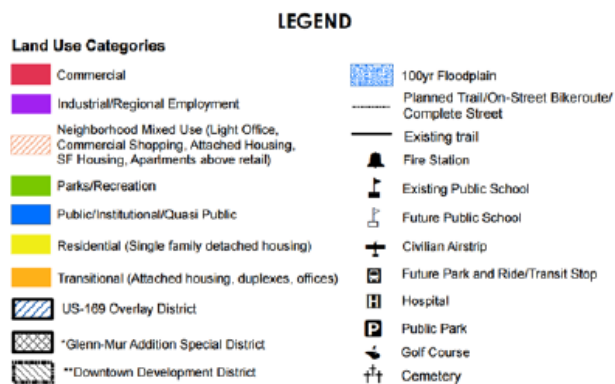 LEGEND
Land Use Categories
Commercial
Industrial/Regional Employment
Neighborhood Mixed Use (Light Office,
Commercial Shopping, Attached Housing,
SF Housing, Apartments above retail)
Parks/Recreation
Public/Institutional/Quasi Public
Residential (Single family detached housing)
Transitional (Attached housing, duplexes, offices)
US-169 Overlay District
*Glenn-Mur Addition Special District
**Downtown Development District
100yr Floodplain
Planned Trail/On-Street Bikeroute/
Complete Street
Existing trail
Fire Station
Existing Public School
Future Public School
Civilian Airstrip
Future Park and Ride/Transit Stop
H Hospital
P Public Park
Golf Course
Cemetery